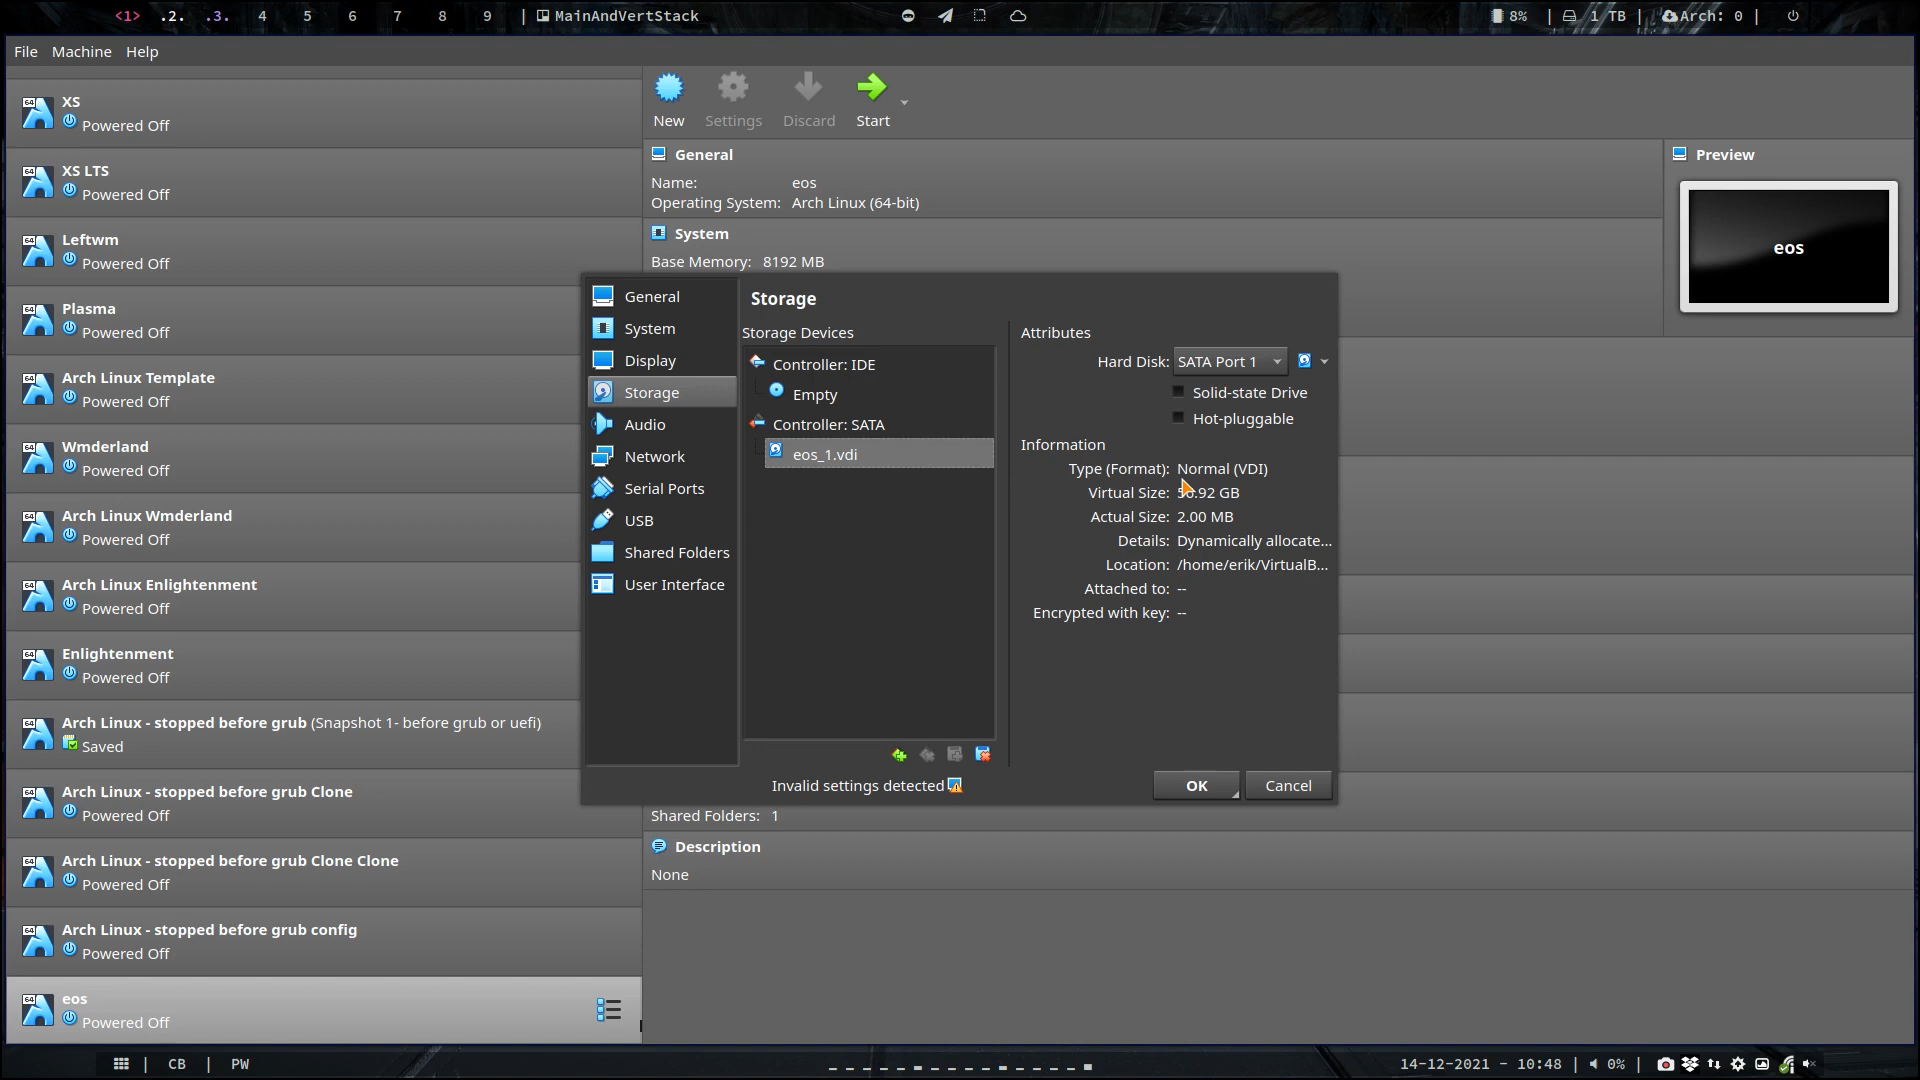 <1> .2. .3. 4 5 6 7 8 9 | MainAndVertStack
8% | 1 TB | Arch: 0 |
File Machine Help
XS
Powered Off
XS LTS
Powered Off
Leftwm
Powered Off
Plasma
Powered Off
Arch Linux Template
Powered Off
Wmderland
Powered Off
Arch Linux Wmderland
Powered Off
Arch Linux Enlightenment
Powered Off
Enlightenment
Powered Off
Arch Linux - stopped before grub (Snapshot 1- before grub or uefi)
Saved
Arch Linux - stopped before grub Clone
Powered Off
Arch Linux - stopped before grub Clone Clone
Powered Off
Arch Linux - stopped before grub config
Powered Off
eos
Powered Off
New Settings Discard Start
General
Name: eos
Operating System: Arch Linux (64-bit)
System
Base Memory: 8192 MB
Preview
eos
General
System
Display
Storage
Audio
Network
Serial Ports
USB
Shared Folders
User Interface
Storage
Storage Devices
Controller: IDE
Empty
Controller: SATA
eos_1.vdi
Attributes
Hard Disk: SATA Port 1
Solid-state Drive
Hot-pluggable
Information
Type (Format): Normal (VDI)
Virtual Size: GB
Actual Size: 2.00 MB
Details: Dynamically allocate...
Location: /home/erik/VirtualB...
Attached to: --
Encrypted with key: --
Invalid settings detected
OK Cancel
Shared Folders: 1
Description
None
| CB | PW
14-12-2021 - 10:48 | 0% |